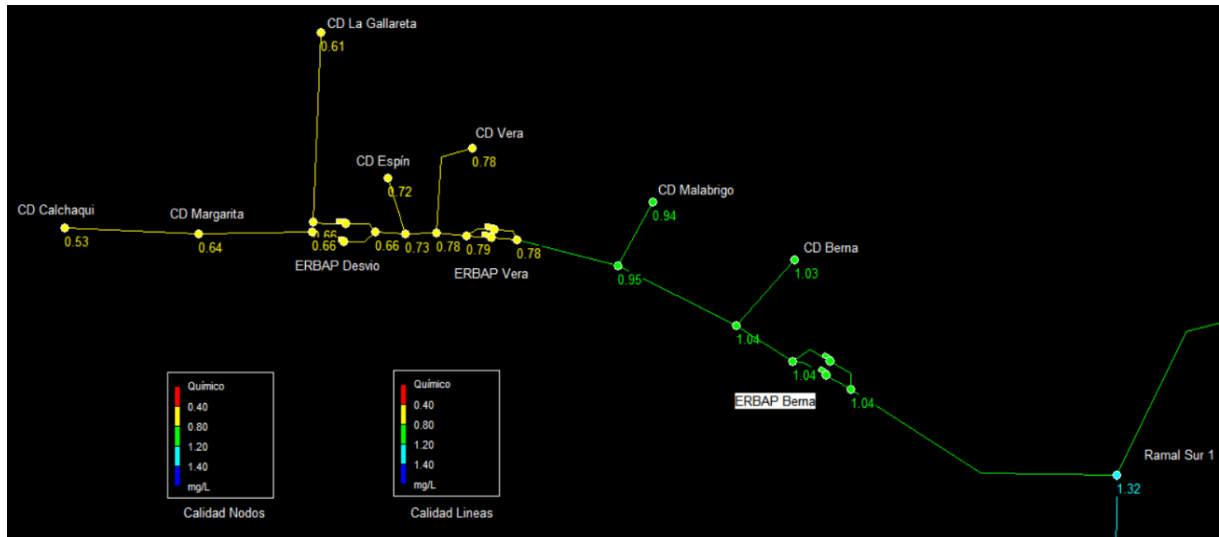 CD La Gallareta
0.61
CD Vera
0.78
CD Espín
0.72
CD Malabrigo
0.94
CD Calchaqui
0.53
CD Margarita
0.64
0.66
0.66
0.66
0.73
0.78
0.79
0.78
ERBAP Desvio
ERBAP Vera
0.95
CD Berna
1.03
1.04
1.04
1.04
ERBAP Berna
Ramal Sur 1
1.32
Químico
0.40
0.80
1.20
1.40
mg/L
Calidad Nodos
Químico
0.40
0.80
1.20
1.40
mg/L
Calidad Lineas